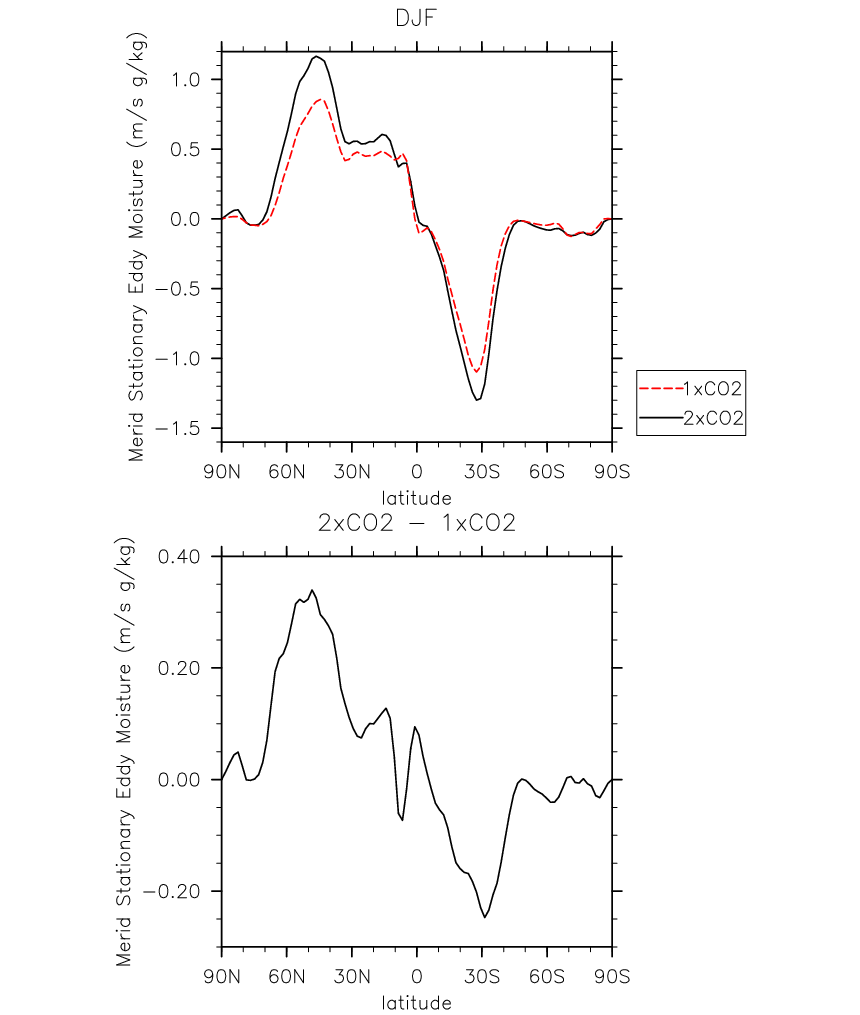 DJF
Merid Stationary Eddy Moisture (m/s g/kg)
1.0
0.5
0.0
−0.5
−1.0
−1.5
90N 60N 30N 0 30S 60S 90S
latitude
1xCO2
2xCO2
2xCO2 − 1xCO2
Merid Stationary Eddy Moisture (m/s g/kg)
0.40
0.20
0.00
−0.20
90N 60N 30N 0 30S 60S 90S
latitude